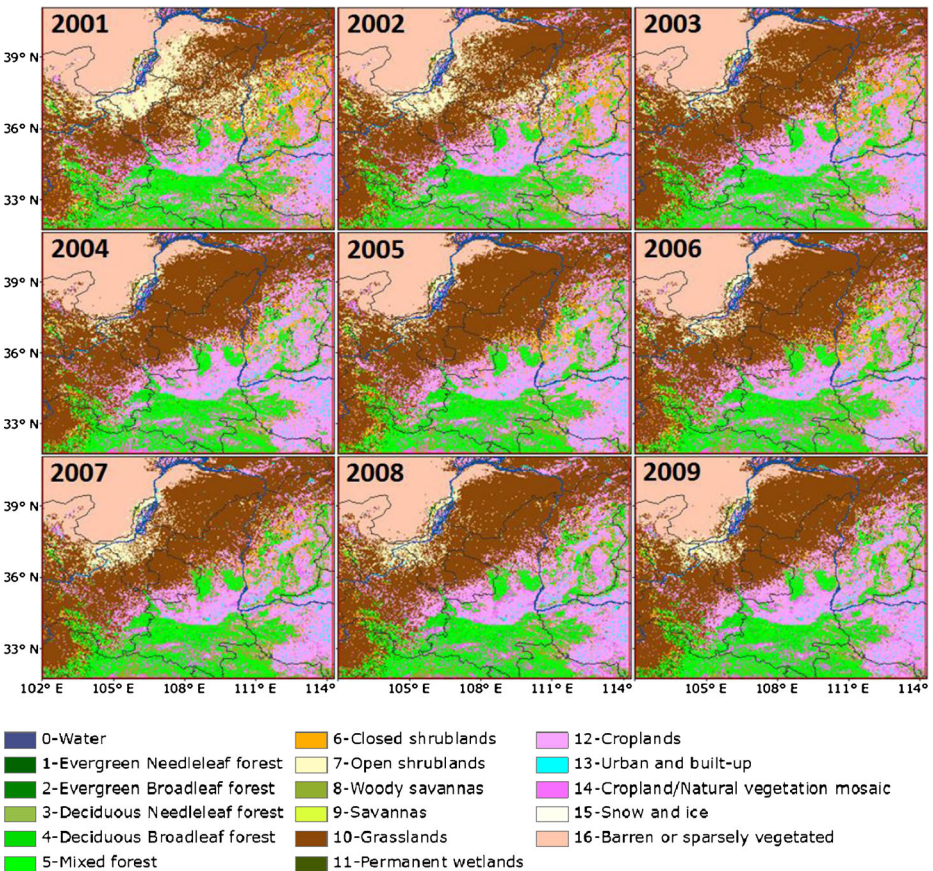 2001 2002 2003
39° N
36° N
33° N
2004 2005 2006
39° N
36° N
33° N
2007 2008 2009
39° N
36° N
33° N
102° E 105° E 108° E 111° E 114° 105° E 108° E 111° E 114° E 105° E 108° E 111° E 114° E
0-Water
1-Evergreen Needleleaf forest
2-Evergreen Broadleaf forest
3-Deciduous Needleleaf forest
4-Deciduous Broadleaf forest
5-Mixed forest
6-Closed shrublands
7-Open shrublands
8-Woody savannas
9-Savannas
10-Grasslands
11-Permanent wetlands
12-Croplands
13-Urban and built-up
14-Cropland/Natural vegetation mosaic
15-Snow and ice
16-Barren or sparsely vegetated